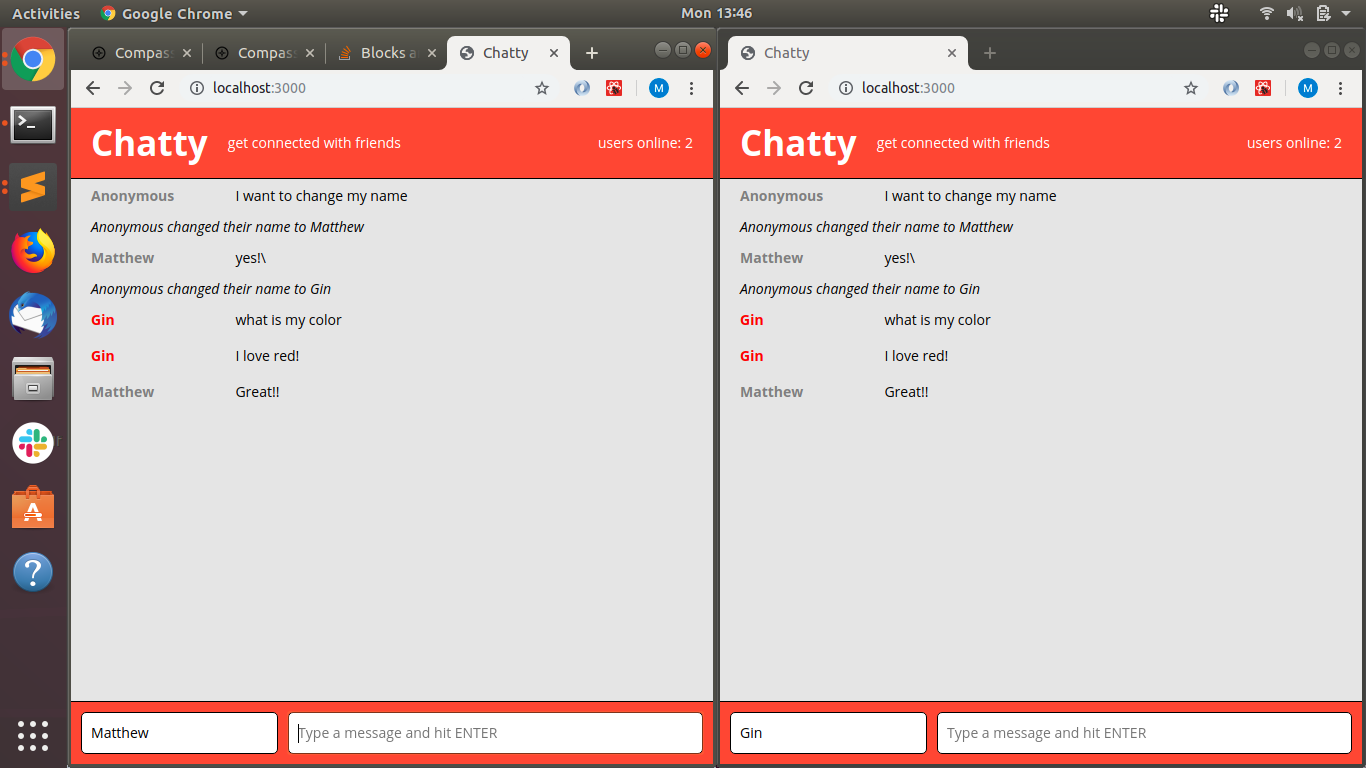 Activities Google Chrome Mon 13:46
Compas Compas Blocks a Chatty
localhost:3000
Chatty get connected with friends users online: 2
Anonymous I want to change my name
Anonymous changed their name to Matthew
Matthew yes!\
Anonymous changed their name to Gin
Gin what is my color
Gin I love red!
Matthew Great!!
Matthew Type a message and hit ENTER
Chatty
localhost:3000
M
Chatty get connected with friends users online: 2
Anonymous I want to change my name
Anonymous changed their name to Matthew
Matthew yes!\
Anonymous changed their name to Gin
Gin what is my color
Gin I love red!
Matthew Great!!
Gin Type a message and hit ENTER